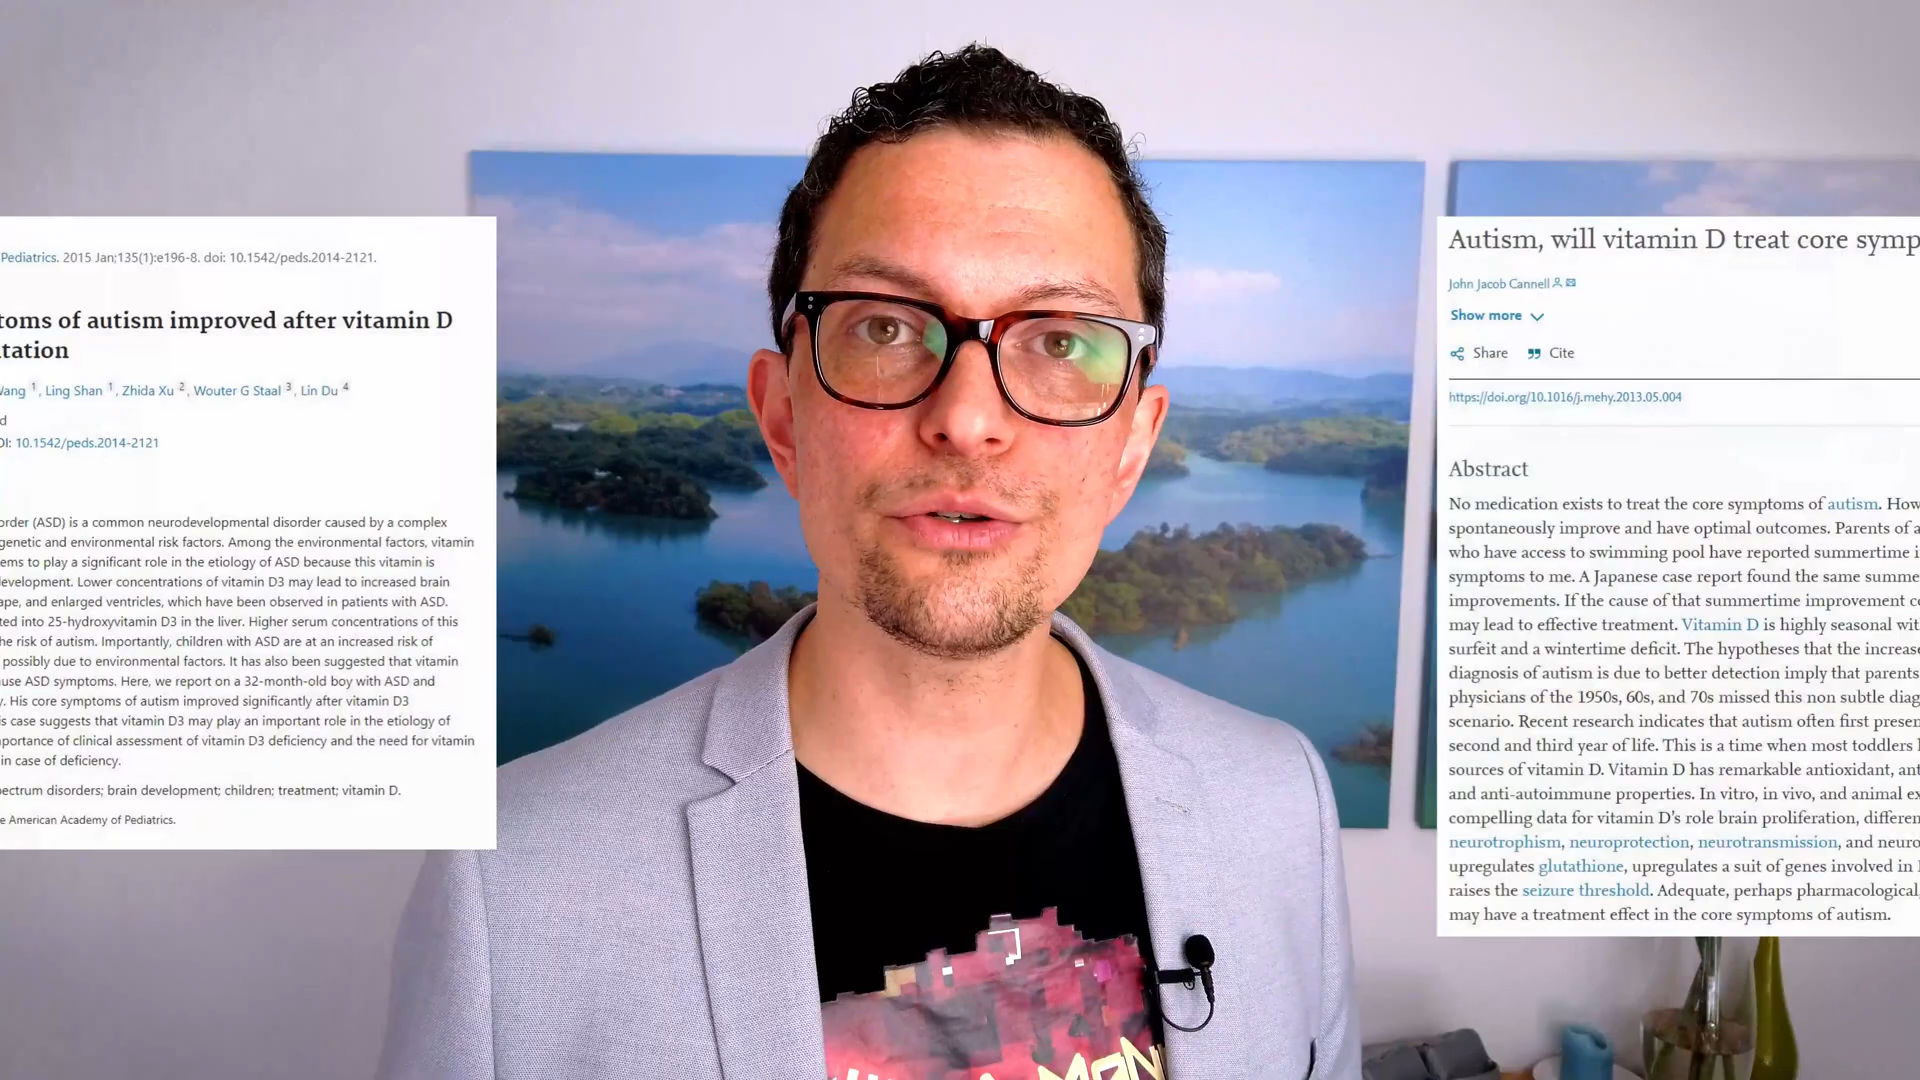 Pediatrics. 2015 Jan;135(1):e196-8. doi: 10.1542/peds.2014-2121.
toms of autism improved after vitamin D
tation
Wang 1, Ling Shan 1, Zhida Xu 2, Wouter G Staal 3, Lin Du 4
d
OI: 10.1542/peds.2014-2121
order (ASD) is a common neurodevelopmental disorder caused by a complex
genetic and environmental risk factors. Among the environmental factors, vitamin
ems to play a significant role in the etiology of ASD because this vitamin is
evelopment. Lower concentrations of vitamin D3 may lead to increased brain
ape, and enlarged ventricles, which have been observed in patients with ASD.
ted into 25-hydroxyvitamin D3 in the liver. Higher serum concentrations of this
he risk of autism. Importantly, children with ASD are at an increased risk of
possibly due to environmental factors. It has also been suggested that vitamin
use ASD symptoms. Here, we report on a 32-month-old boy with ASD and
y. His core symptoms of autism improved significantly after vitamin D3
is case suggests that vitamin D3 may play an important role in the etiology of
portance of clinical assessment of vitamin D3 deficiency and the need for vitamin
in case of deficiency.
pectrum disorders; brain development; children; treatment; vitamin D.
e American Academy of Pediatrics.
Autism, will vitamin D treat core symp
John Jacob Cannell
Show more
Share Cite
https://doi.org/10.1016/j.mehy.2013.05.004
Abstract
No medication exists to treat the core symptoms of autism. How
spontaneously improve and have optimal outcomes. Parents of a
who have access to swimming pool have reported summertime i
symptoms to me. A Japanese case report found the same summe
improvements. If the cause of that summertime improvement c
may lead to effective treatment. Vitamin D is highly seasonal wit
surfeit and a wintertime deficit. The hypotheses that the increase
diagnosis of autism is due to better detection imply that parents
physicians of the 1950s, 60s, and 70s missed this non subtle diag
scenario. Recent research indicates that autism often first presen
second and third year of life. This is a time when most toddlers
sources of vitamin D. Vitamin D has remarkable antioxidant, ant
and anti-autoimmune properties. In vitro, in vivo, and animal ex
compelling data for vitamin D's role brain proliferation, differen
neurotrophism, neuroprotection, neurotransmission, and neuro
upregulates glutathione, upregulates a suit of genes involved in
raises the seizure threshold. Adequate, perhaps pharmacological,
may have a treatment effect in the core symptoms of autism.